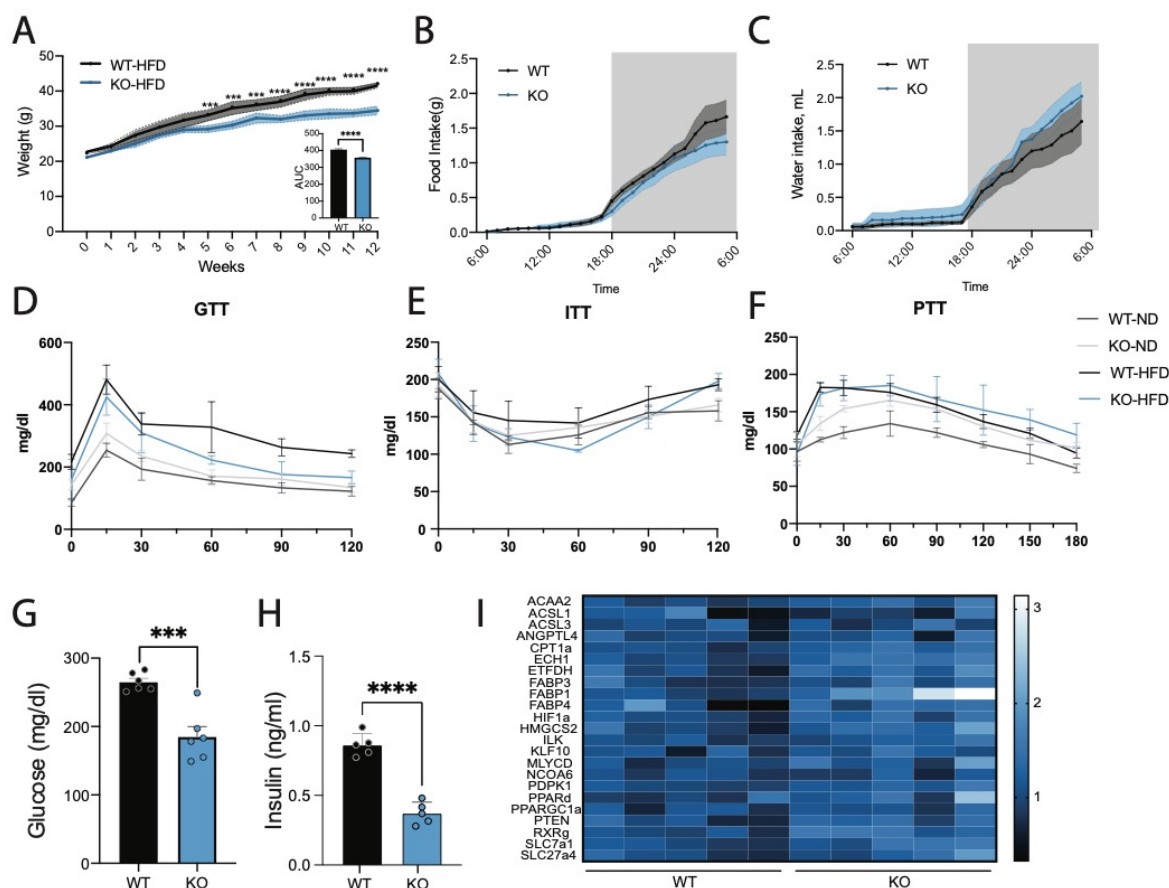 A
WT-HFD
KO-HFD
Weight (g)
50
40
30
20
10
0
*** *** *** **** **** **** **** ****
AUC
500
400
300
200
100
0
****
WT KO
0 1 2 3 4 5 6 7 8 9 10 11 12
Weeks
B
WT
KO
Food Intake(g)
2.5
2.0
1.5
1.0
0.5
0.0
6:00 12:00 18:00 24:00 6:00
Time
C
WT
KO
Water intake, mL
2.5
2.0
1.5
1.0
0.5
0.0
6:00 12:00 18:00 24:00 6:00
Time
D
GTT
mg/dl
600
400
200
0
0 30 60 90 120
E
ITT
mg/dl
250
200
150
100
50
0
0 30 60 90 120
F
PTT
mg/dl
250
200
150
100
50
0
0 30 60 90 120 150 180
WT-ND
KO-ND
WT-HFD
KO-HFD
G
***
Glucose (mg/dl)
300
200
100
0
WT KO
H
****
Insulin (ng/ml)
1.5
1.0
0.5
0.0
WT KO
I
ACAA2
ACSL1
ACSL3
ANGPTL4
CPT1a
ECH1
ETFDH
FABP3
FABP1
FABP4
HIF1a
HMGCS2
ILK
KLF10
MLYCD
NCOA6
PDPK1
PPARd
PPARGC1a
PTEN
RXRg
SLC7a1
SLC27a4
WT KO
3
2
1